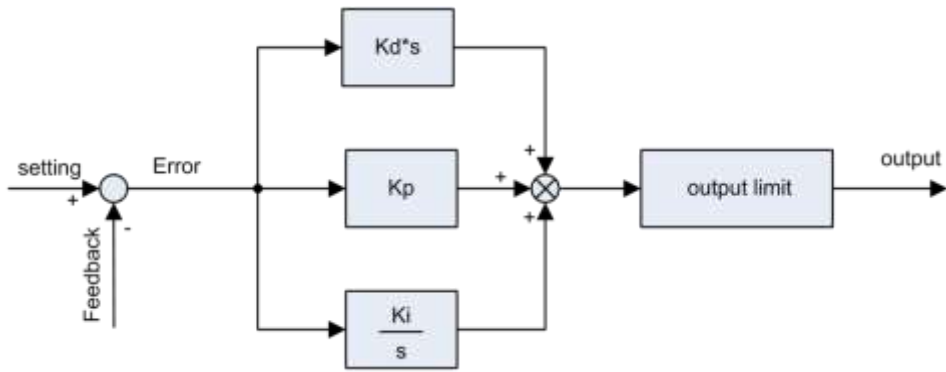 Kd*s
setting
+
Error
Feedback
-
Kp
+
+
+
output limit
output
Ki
s